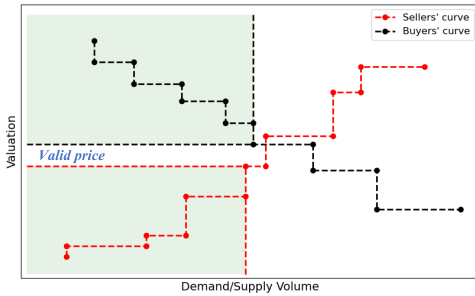 Sellers' curve
Buyers' curve
Valuation
Valid price
Demand/Supply Volume